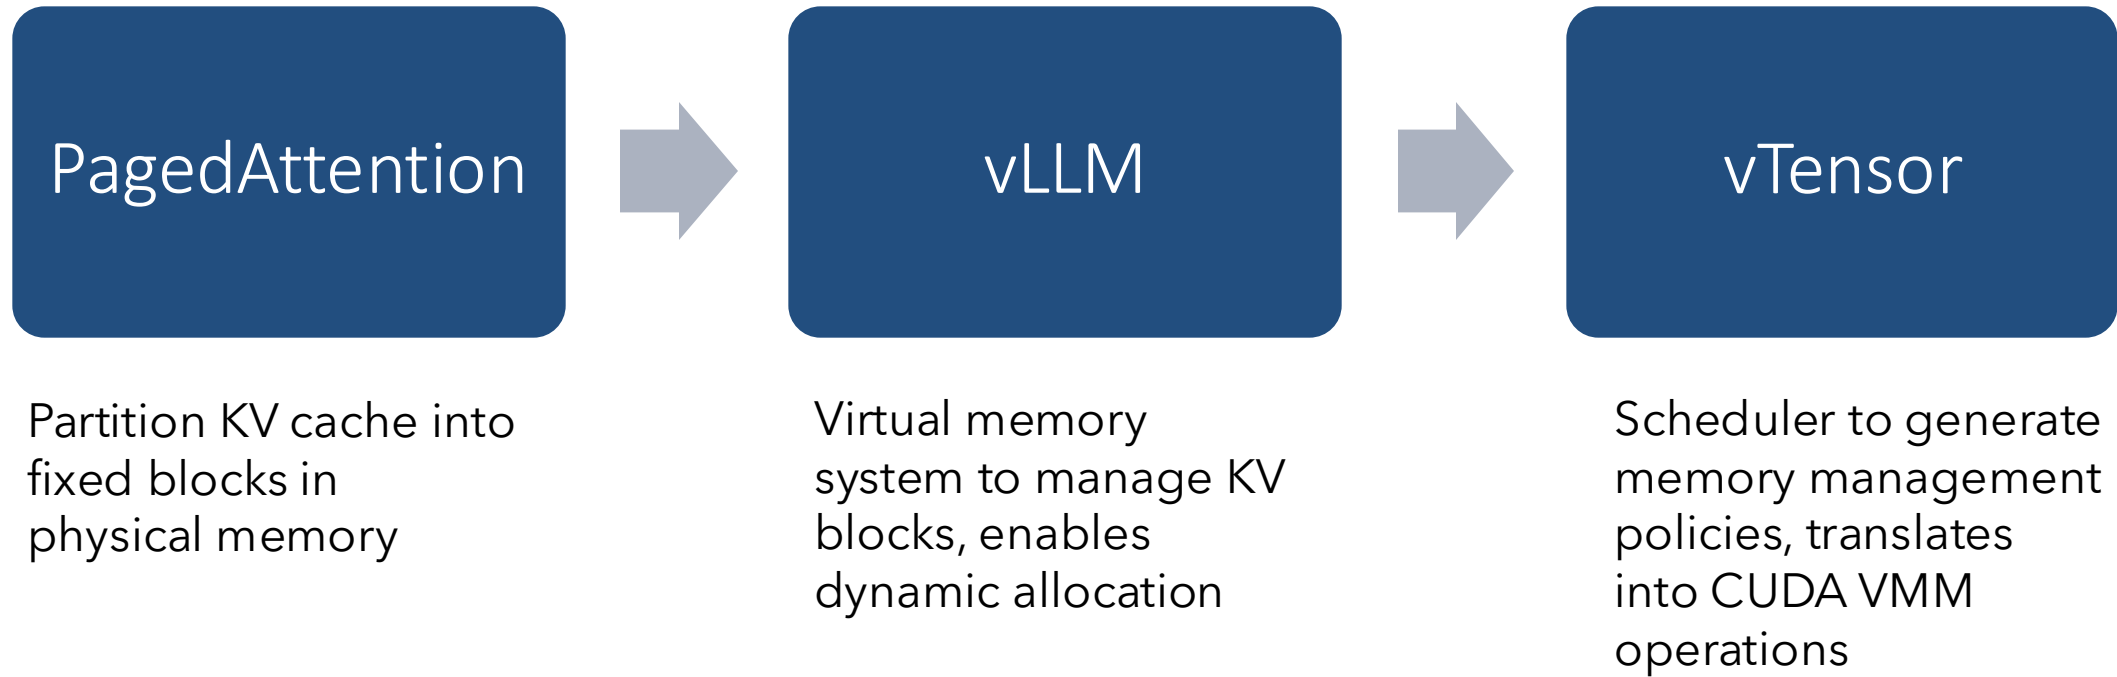 PagedAttention
vLLM
vTensor
Partition KV cache into
fixed blocks in
physical memory
Virtual memory
system to manage KV
blocks, enables
dynamic allocation
Scheduler to generate
memory management
policies, translates
into CUDA VMM
operations